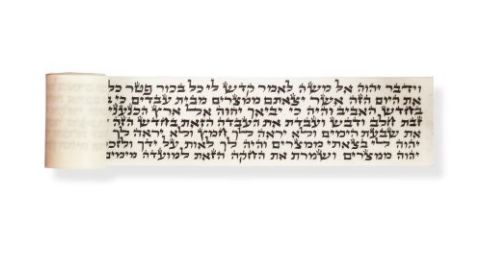 וידבר יהוה אל משה לאמר קדש לי כל בכור פטר כל
את היום הזה אשר יצאתם ממצרים מבית עבדים כי
בחדש האביב והיה כי יביאך יהוה אל ארץ הכנעני
זבת חלב ודבש ועבדת את העבדה הזאת בחדש הזה
את שבעת הימים ולא יראה לך חמץ ולא יראה לך
יהוה לי בצאתי ממצרים והיה לך לאות על ידך ולזכ
יהוה ממצרים ושמרת את החקה הזאת למועדה מימים